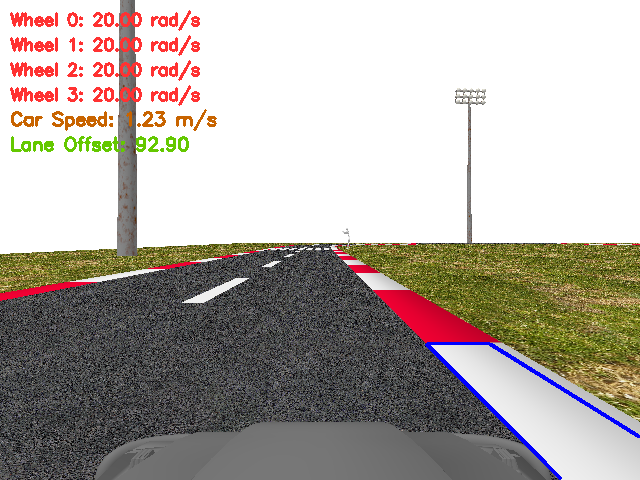 Wheel 0: 20.00 rad/s
Wheel 1: 20.00 rad/s
Wheel 2: 20.00 rad/s
Wheel 3: 20.00 rad/s
Car Speed: 1.23 m/s
Lane Offset: 92.90